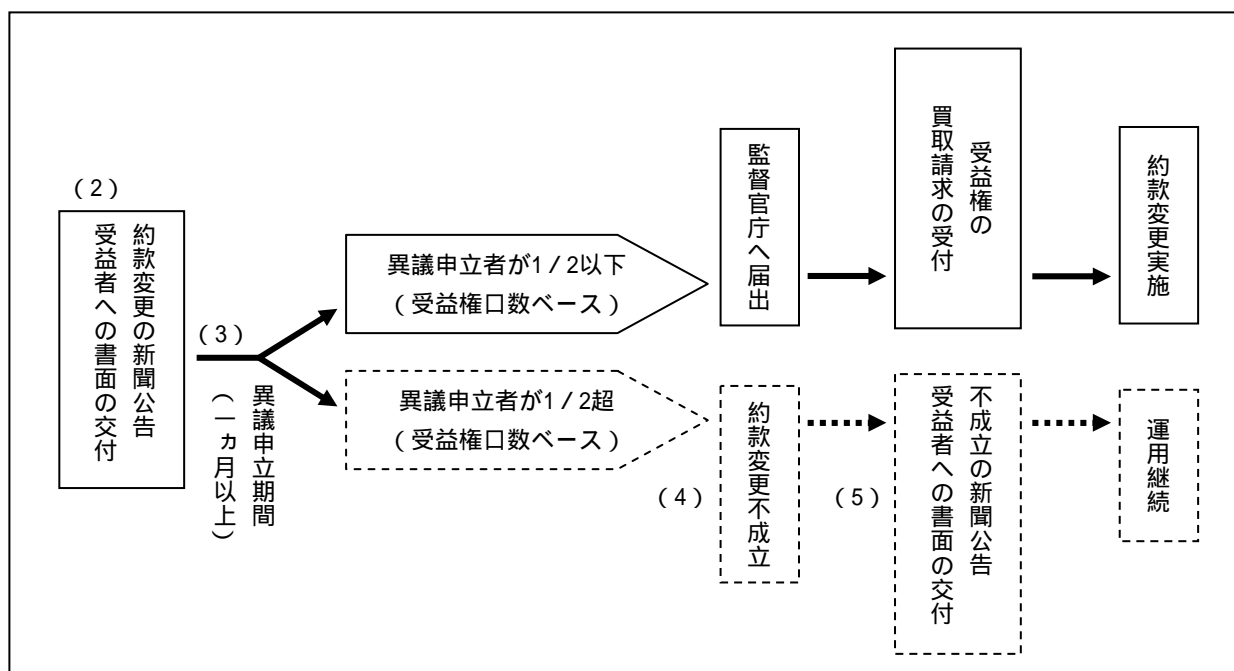 (2)
約款変更の新聞公告
受益者への書面の交付
(3)
異議申立期間
(一ヵ月以上)
異議申立者が1/2以下
(受益権口数ベース)
監督官庁へ届出
受益権の
買取請求の受付
約款変更実施
異議申立者が1/2超
(受益権口数ベース)
(4)
約款変更不成立
(5)
不成立の新聞公告
受益者への書面の交付
運用継続